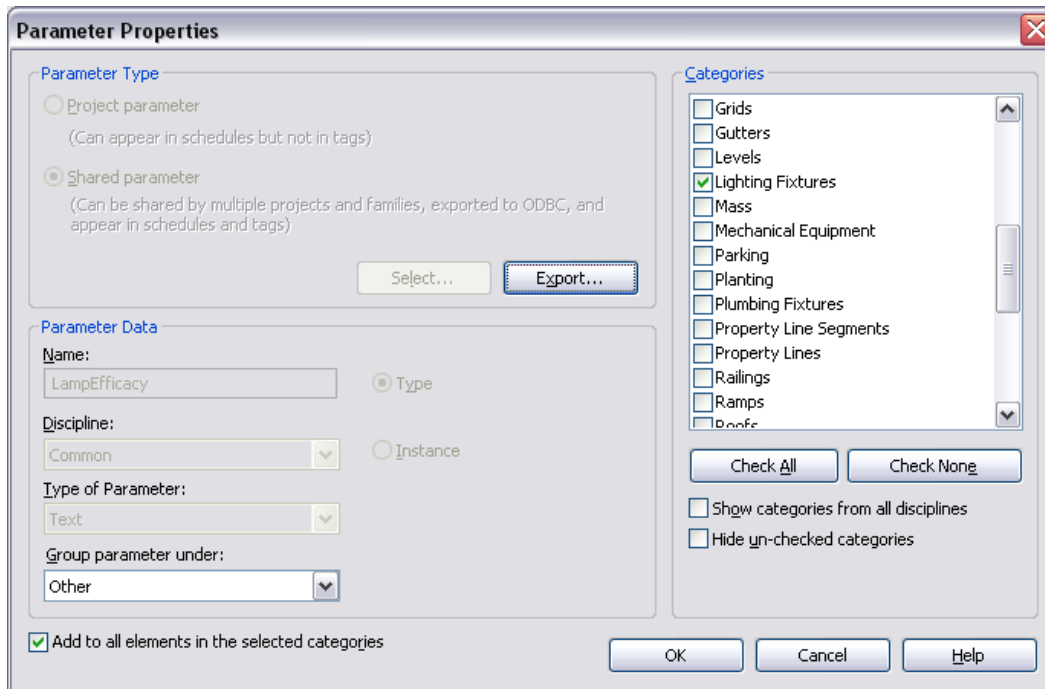 Parameter Properties
Parameter Type
Project parameter
(Can appear in schedules but not in tags)
Shared parameter
(Can be shared by multiple projects and families, exported to ODBC, and
appear in schedules and tags)
Select...
Export...
Parameter Data
Name:
LampEfficacy
Type
Discipline:
Common
Instance
Type of Parameter:
Text
Group parameter under:
Other
Add to all elements in the selected categories
Categories
Grids
Gutters
Levels
Lighting Fixtures
Mass
Mechanical Equipment
Parking
Planting
Plumbing Fixtures
Property Line Segments
Property Lines
Railings
Ramps
Roofs
Check All
Check None
Show categories from all disciplines
Hide un-checked categories
OK
Cancel
Help